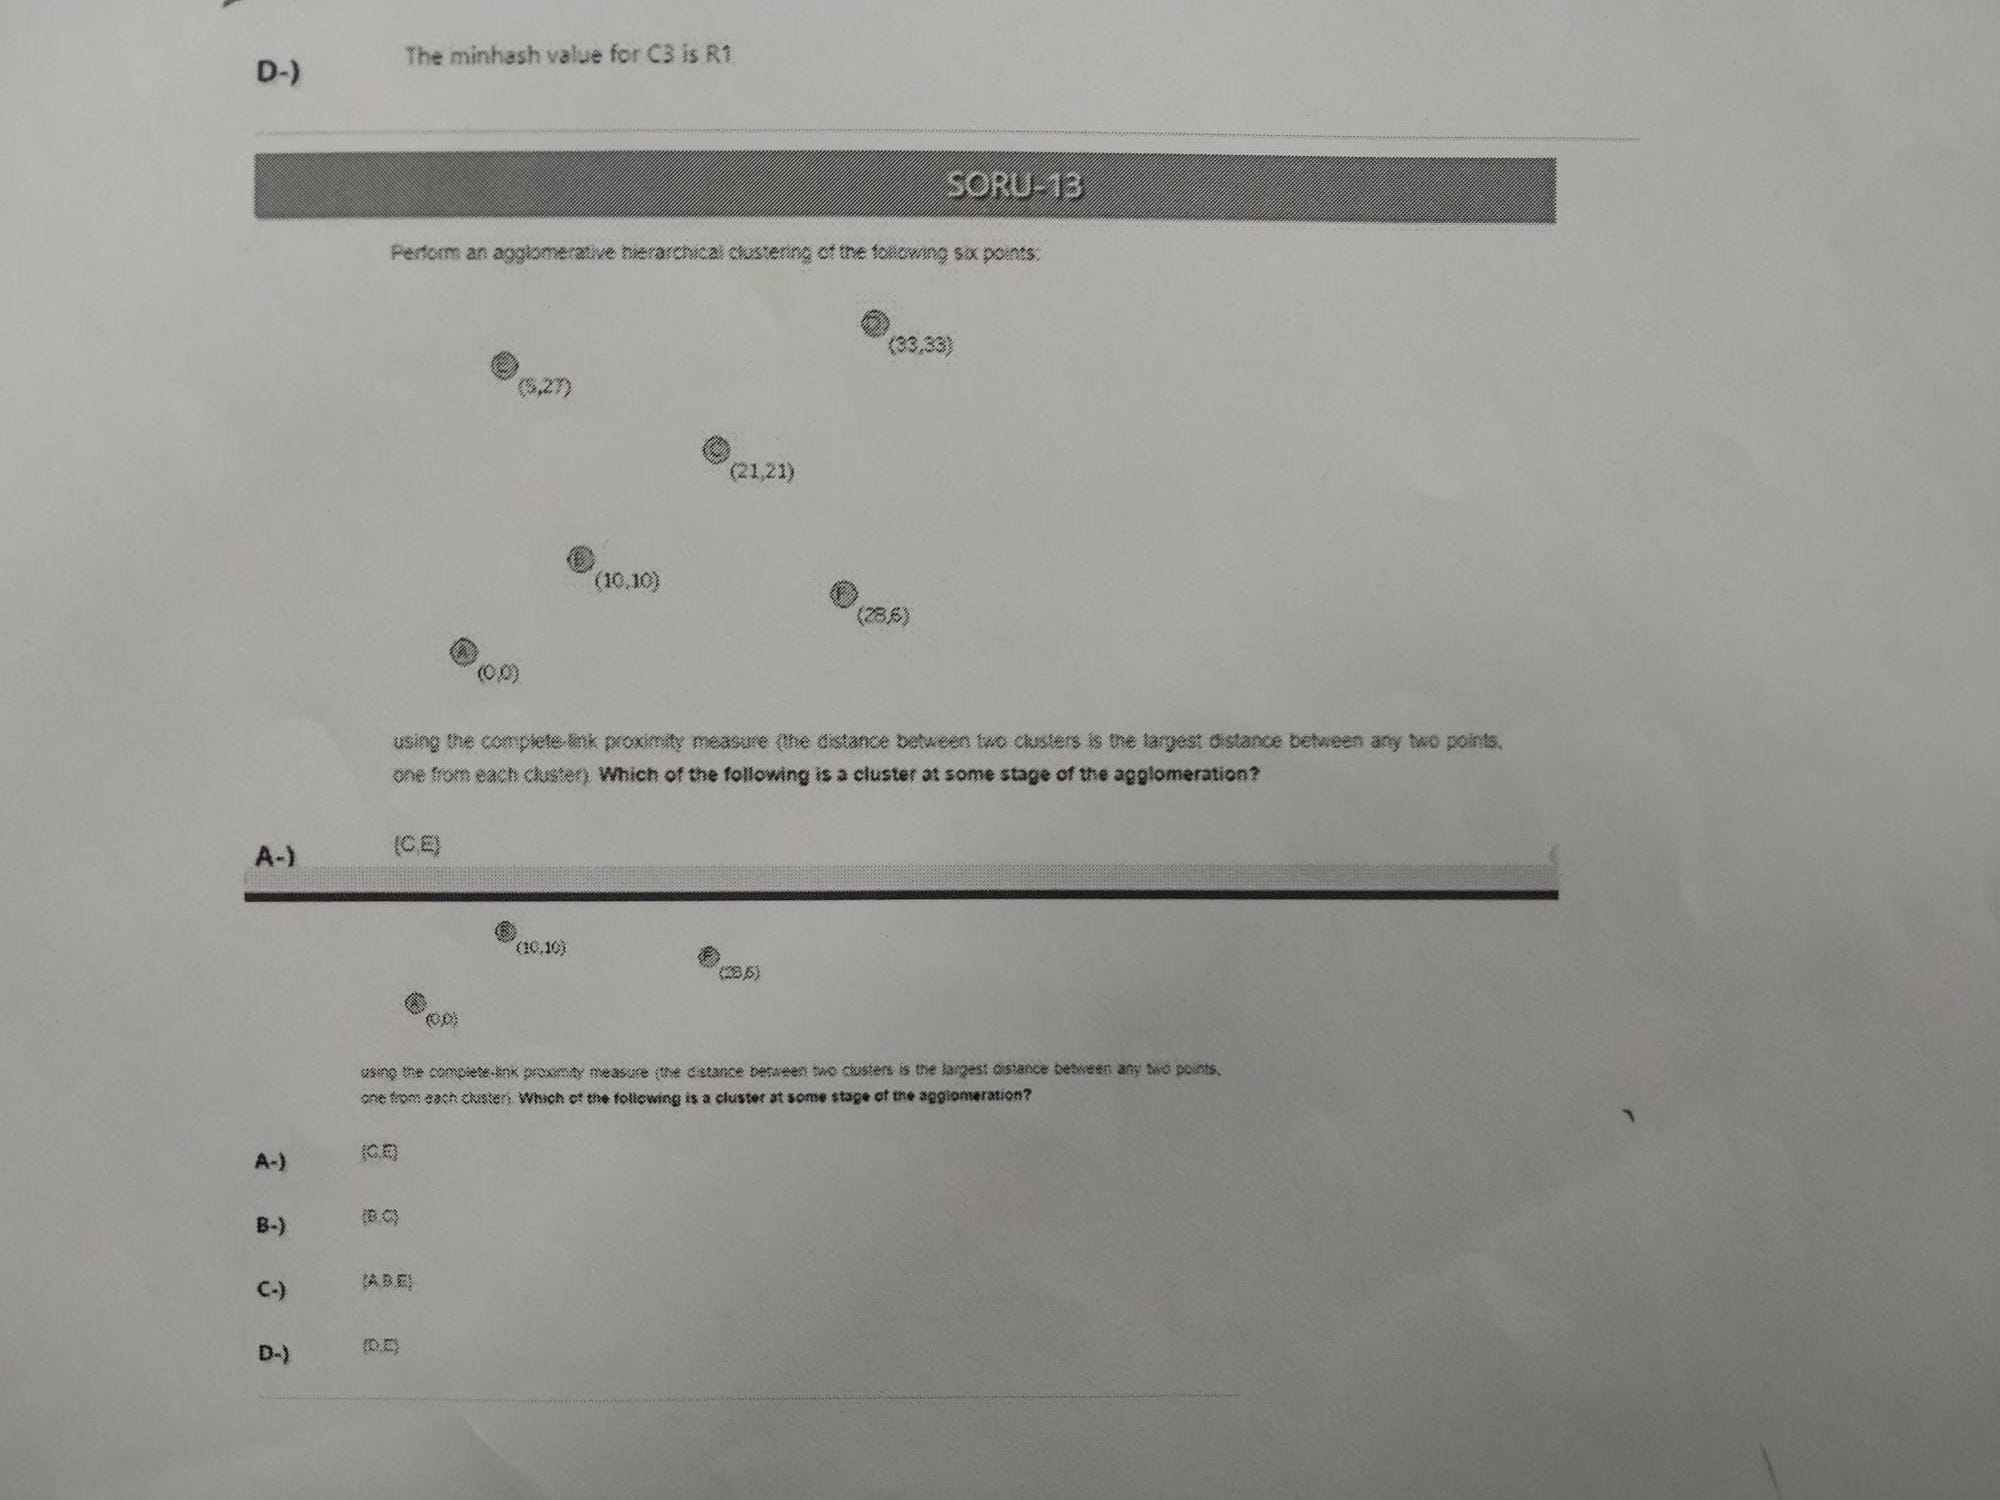 The minhash value for C3 is R1
D-)
SORU-13
Perform an agglomerative hierarchical clustering of the following six points:
D
(33,33)
E
(5,27)
C
(21,21)
B
(10,10)
F
(28,6)
A
(0,0)
using the complete-link proximity measure (the distance between two clusters is the largest distance between any two points,
one from each cluster). Which of the following is a cluster at some stage of the agglomeration?
A-) {C,E}
B
(10,10)
F
(28,6)
A
(0,0)
using the complete-link proximity measure (the distance between two clusters is the largest distance between any two points,
one from each cluster). Which of the following is a cluster at some stage of the agglomeration?
A-) {C,E}
B-) {B,C}
C-) {A,B,E}
D-) {D,E}